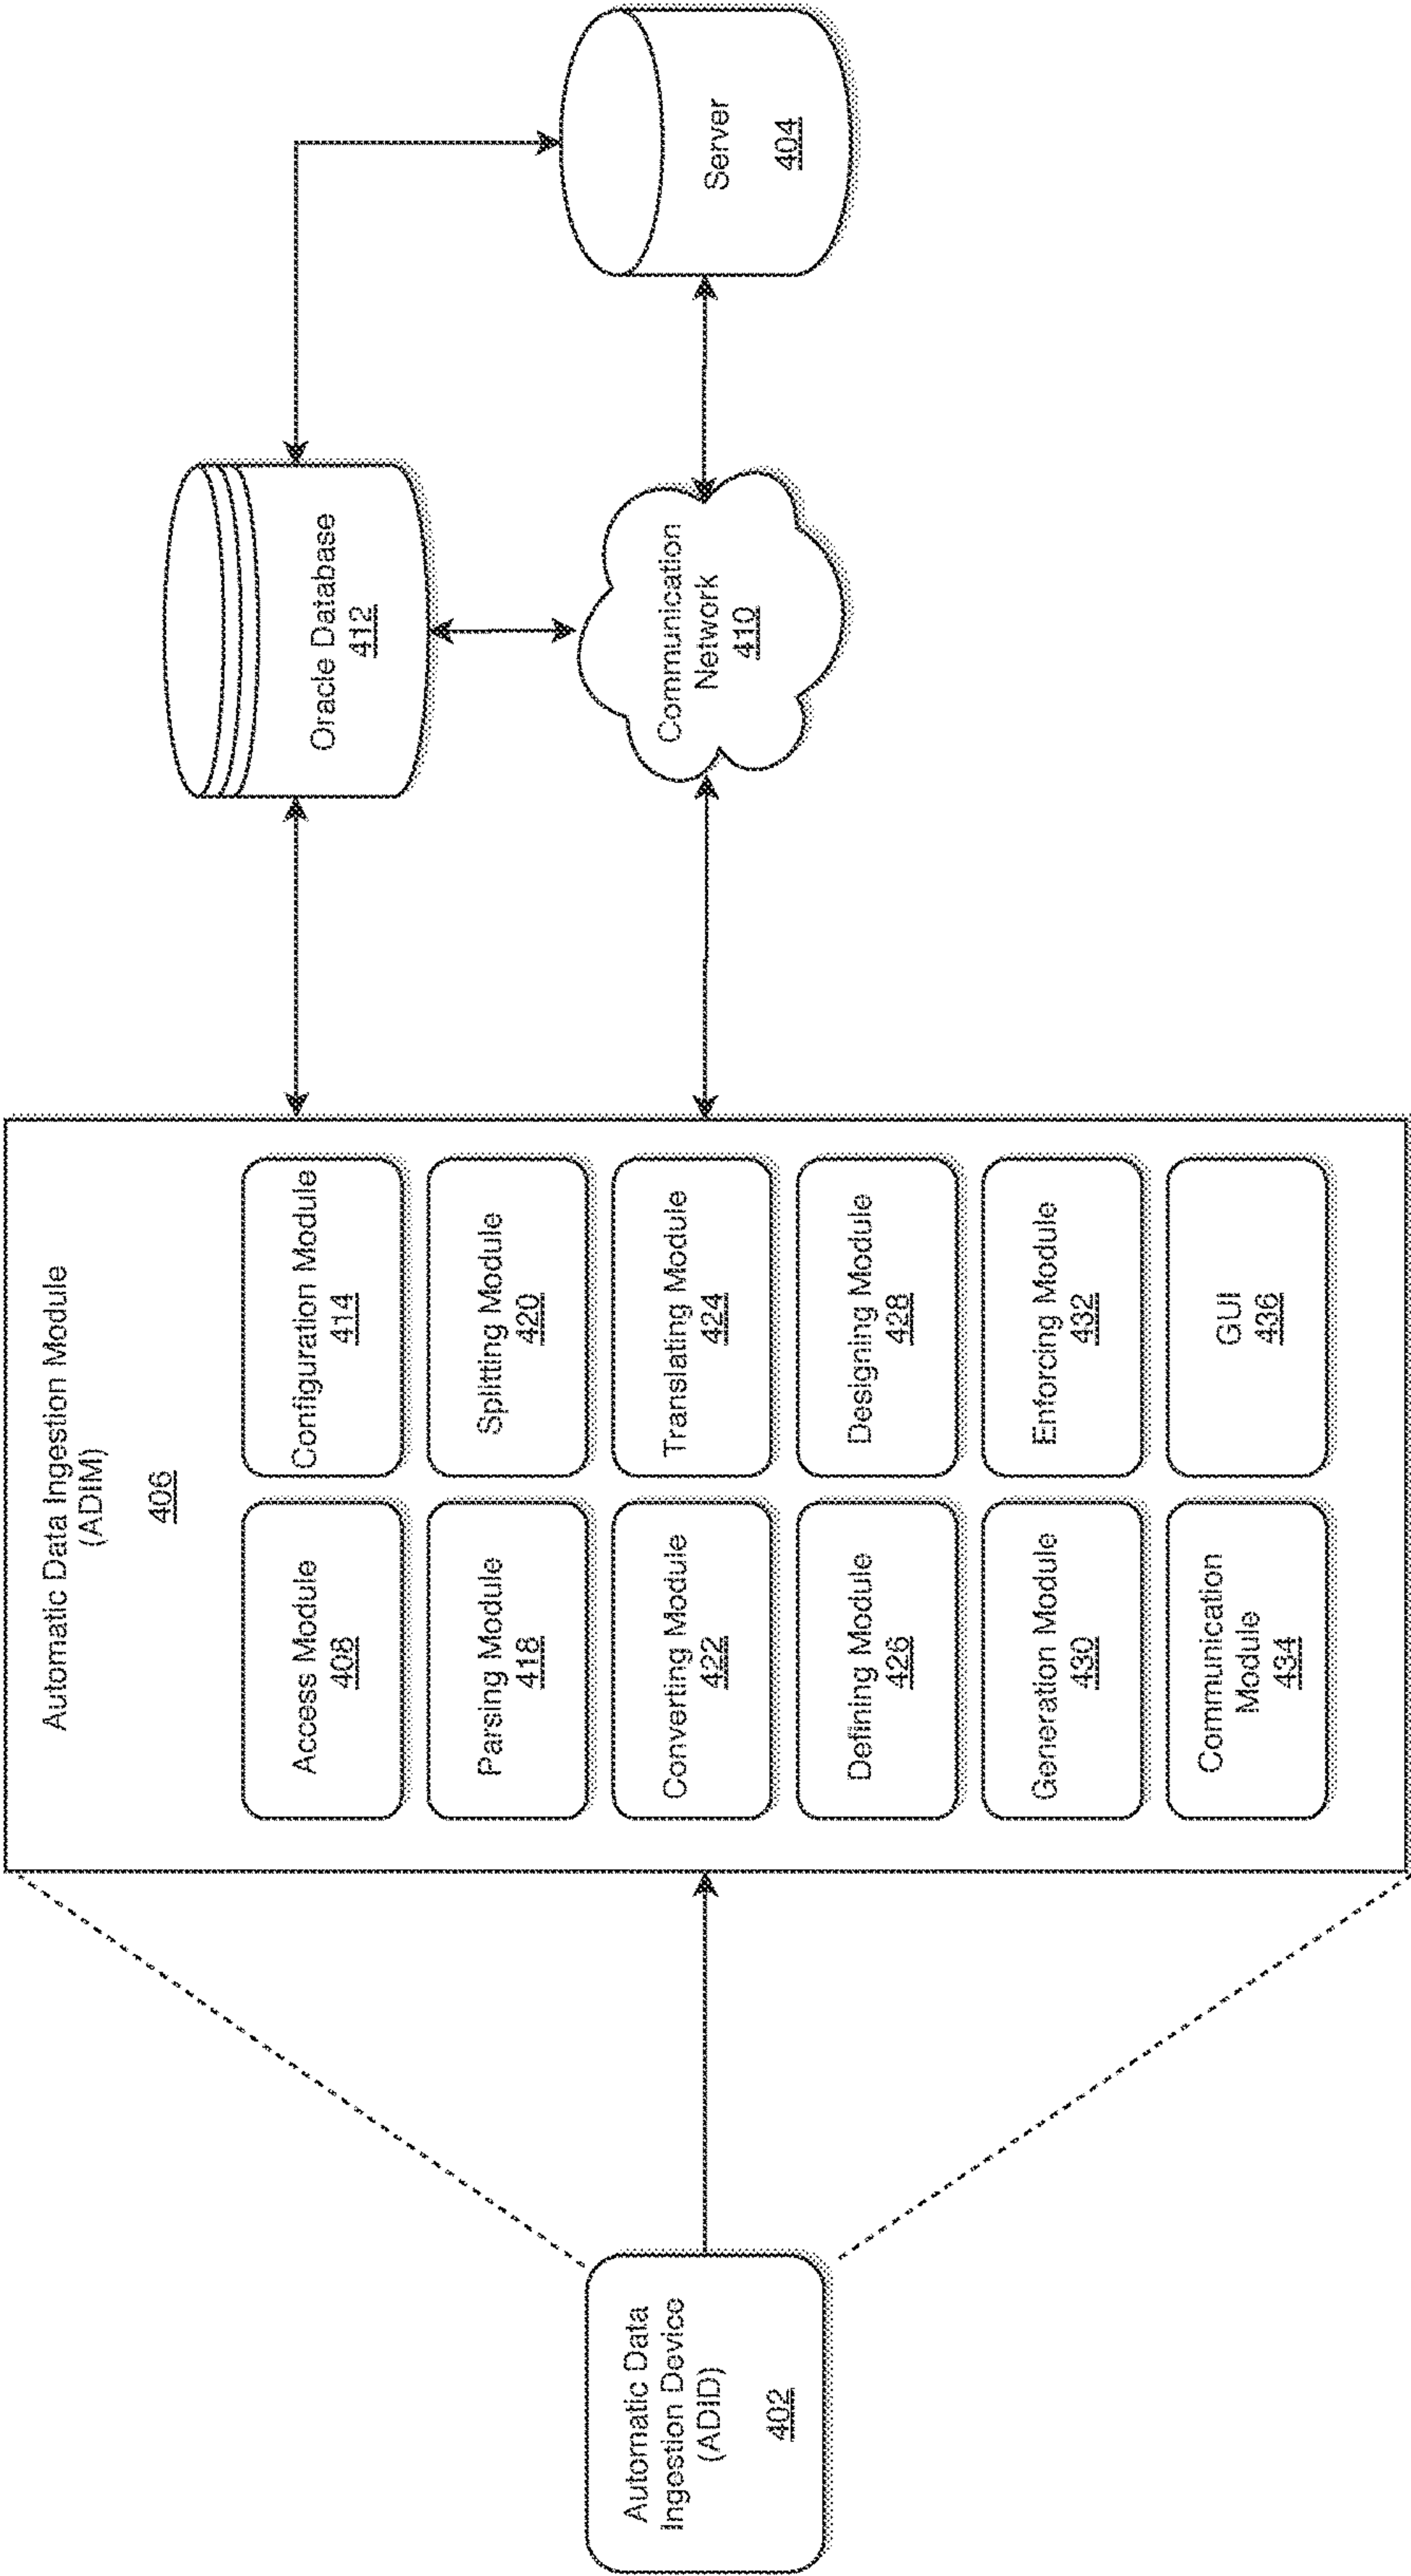 Automatic Data Ingestion Module
(ADIM)
406
Access Module
408
Configuration Module
414
Parsing Module
418
Splitting Module
420
Converting Module
422
Translating Module
424
Defining Module
426
Designing Module
428
Generation Module
430
Enforcing Module
432
Communication
Module
434
GUI
436
Automatic Data
Ingestion Device
(ADID)
402
Oracle Database
412
Communication
Network
410
Server
404